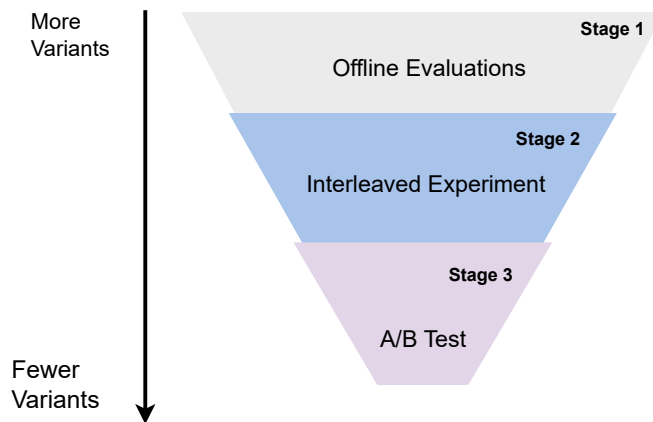 More
Variants
Stage 1
Offline Evaluations
Stage 2
Interleaved Experiment
Stage 3
A/B Test
Fewer
Variants